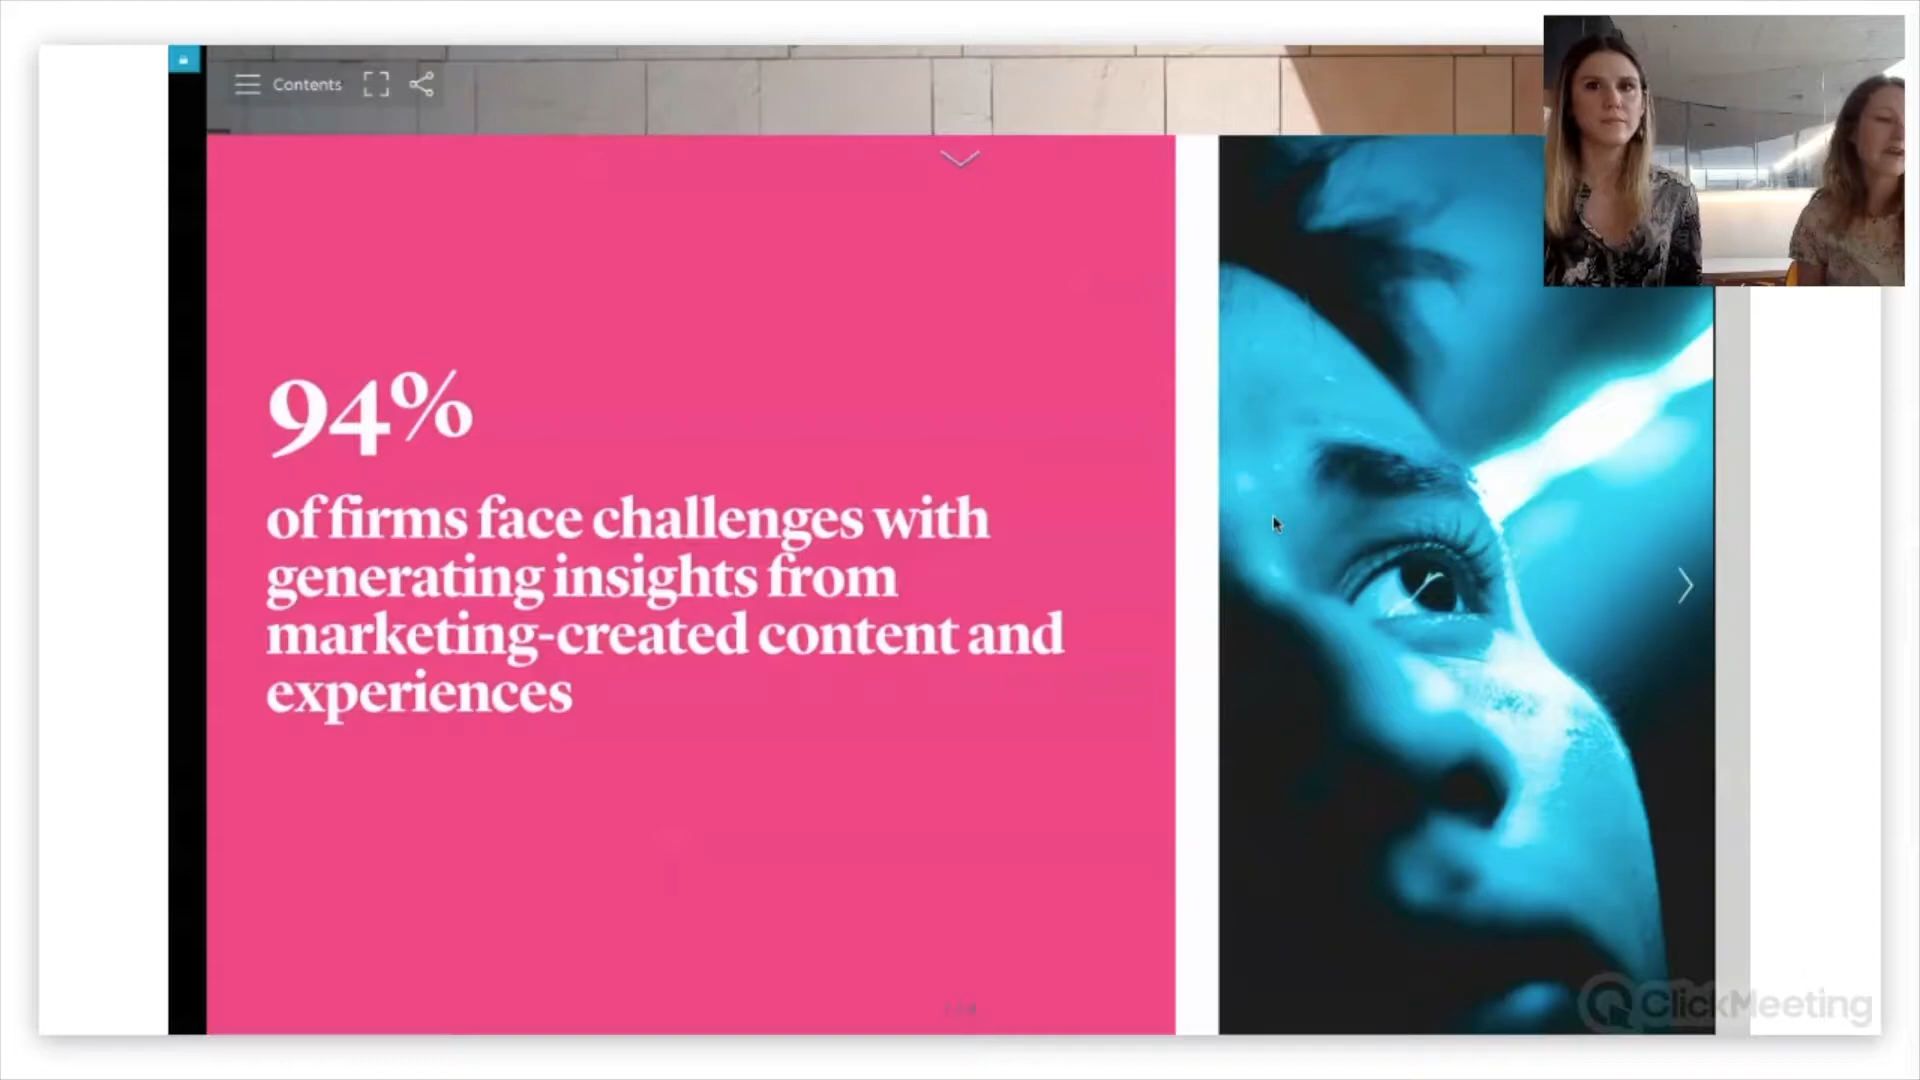 Contents
94%
of firms face challenges with
generating insights from
marketing-created content and
experiences
ClickMeeting